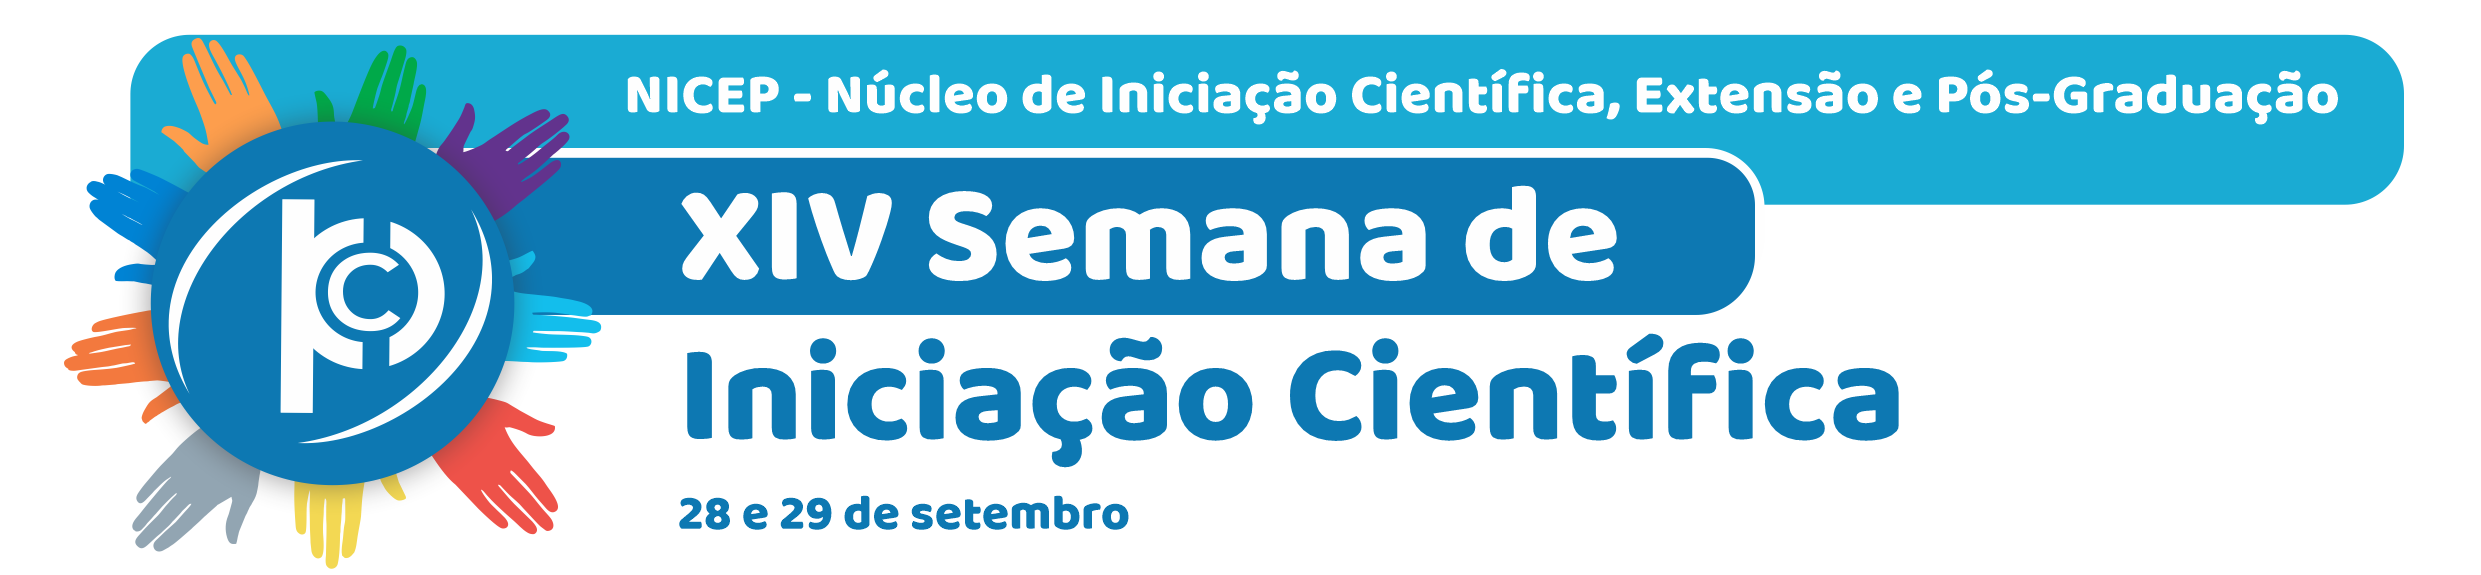 NICEP - Núcleo de Iniciação Científica, Extensão e Pós-Graduação
XIV Semana de
Iniciação Científica
28 e 29 de setembro